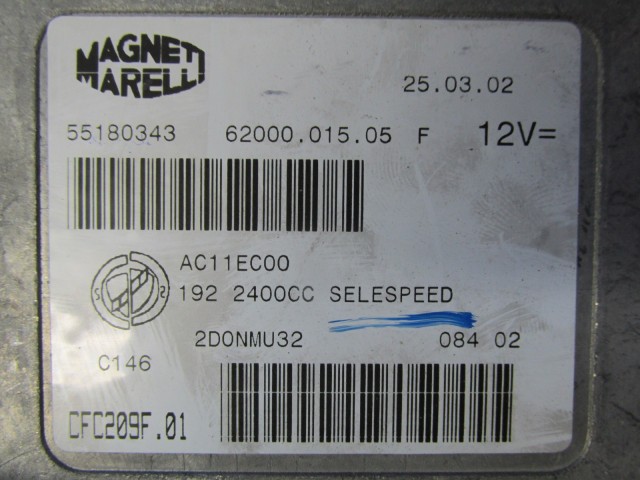 MAGNETI
MARELLI
25.03.02
55180343 62000.015.05 F 12V=
AC11EC00
192 2400CC SELESPEED
2DONMU32 084 02
C146
CFC209F.01